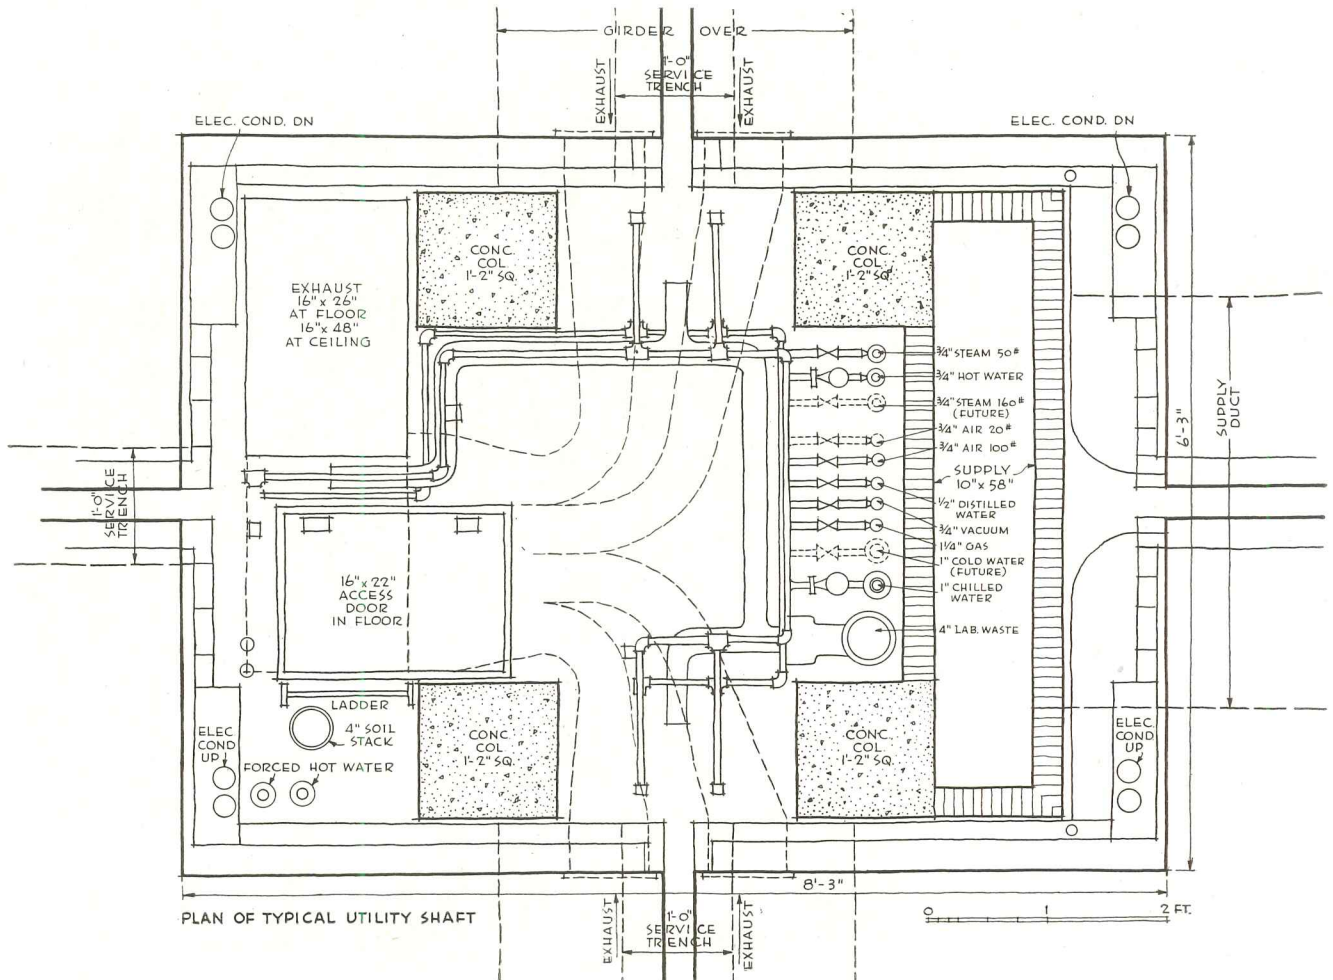 GIRDER OVER
1'-0"
SERVICE
TRENCH
EXHAUST
EXHAUST
ELEC. COND. DN
ELEC. COND. DN
CONC.
COL
1'-2" SQ.
CONC.
COL
1'-2" SQ.
EXHAUST
16" x 26"
AT FLOOR
16" x 48"
AT CEILING
3/4" STEAM 50#
3/4" HOT WATER
3/4" STEAM 160#
(FUTURE)
3/4" AIR 20#
3/4" AIR 100#
SUPPLY
10" x 58"
1/2" DISTILLED
WATER
3/4" VACUUM
1 1/4" GAS
1" COLD WATER
(FUTURE)
1" CHILLED
WATER
4" LAB. WASTE
6'-3"
SUPPLY
DUCT
1'-0"
SERVICE
TRENCH
16" x 22"
ACCESS
DOOR
IN FLOOR
LADDER
4" SOIL
STACK
ELEC.
COND
UP
FORCED HOT WATER
CONC.
COL
1'-2" SQ.
CONC.
COL
1'-2" SQ.
ELEC.
COND
UP
8'-3"
PLAN OF TYPICAL UTILITY SHAFT
EXHAUST
1'-0"
SERVICE
TRENCH
EXHAUST
0 1 2 FT.